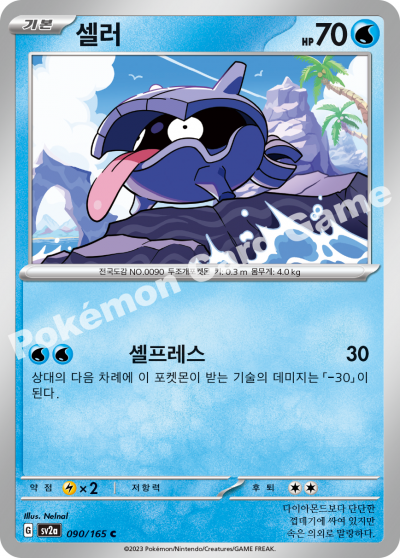 기본 셀러 HP 70
전국도감 NO.0090 두조개포켓몬 키: 0.3 m 몸무게: 4.0 kg
셸프레스 30
상대의 다음 차례에 이 포켓몬이 받는 기술의 데미지는 「-30」이
된다.
약점 ×2 저항력 후퇴
Illus. Nelnal
G sv2a 090/165 C
다이아몬드보다 단단한
껍데기에 싸여 있지만
속은 의외로 말랑하다.
©2023 Pokémon/Nintendo/Creatures/GAME FREAK.
Pokémon Card Game